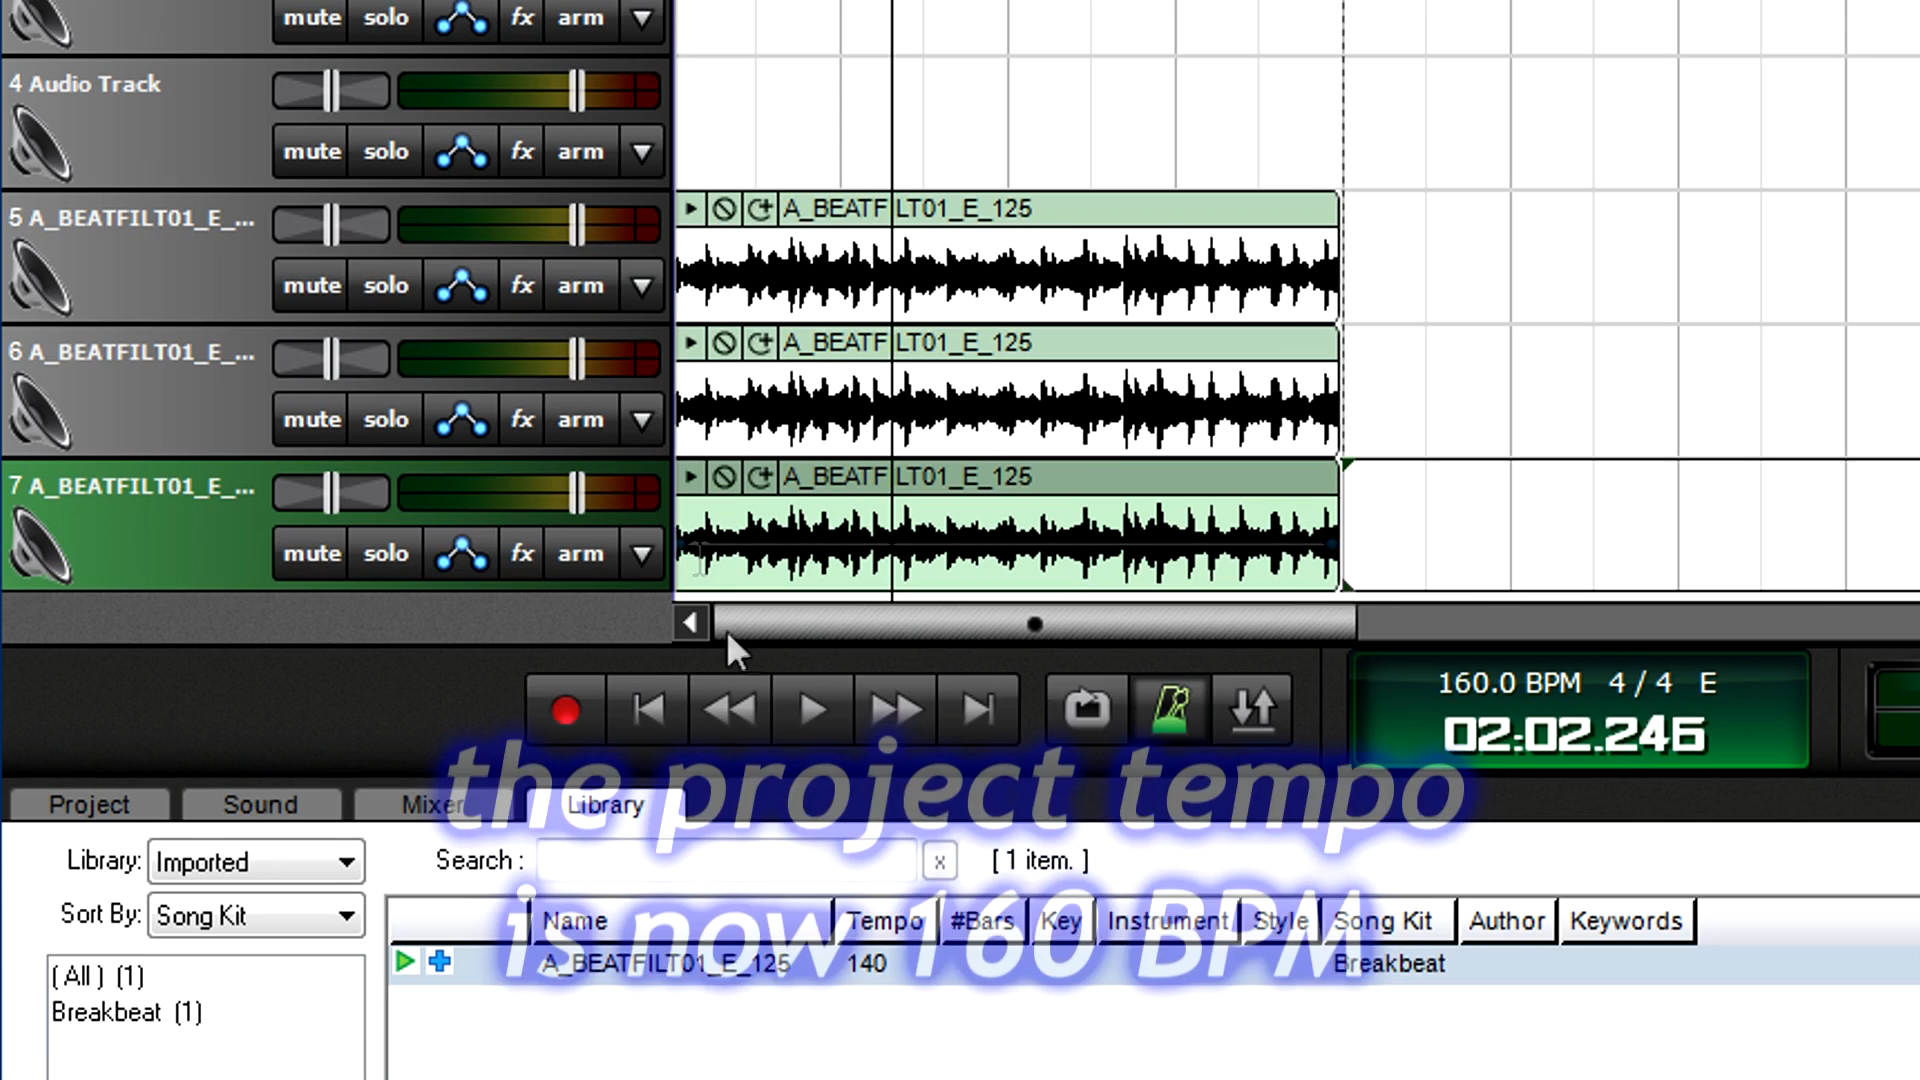 mute solo fx arm
4 Audio Track
mute solo fx arm
5 A_BEATFILT01_E_... A_BEATFILT01_E_125
mute solo fx arm
6 A_BEATFILT01_E_... A_BEATFILT01_E_125
mute solo fx arm
7 A_BEATFILT01_E_... A_BEATFILT01_E_125
mute solo fx arm
160.0 BPM 4 / 4 E
02:02.246
the project tempo
is now 160 BPM
Project Sound Mixer Library
Library: Imported Search : x [ 1 item. ]
Sort By: Song Kit
Name Tempo #Bars Key Instrument Style Song Kit Author Keywords
A_BEATFILT01_E_125 140 Breakbeat
( All ) (1)
Breakbeat (1)